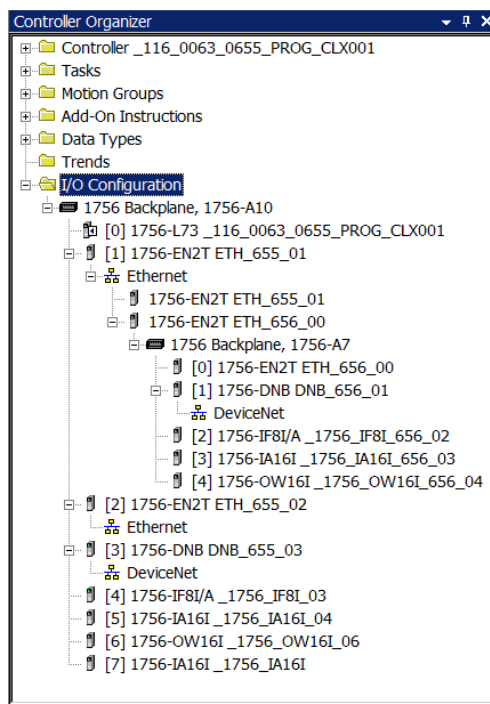 Controller Organizer
Controller _116_0063_0655_PROG_CLX001
Tasks
Motion Groups
Add-On Instructions
Data Types
Trends
I/O Configuration
1756 Backplane, 1756-A10
[0] 1756-L73 _116_0063_0655_PROG_CLX001
[1] 1756-EN2T ETH_655_01
Ethernet
1756-EN2T ETH_655_01
1756-EN2T ETH_656_00
1756 Backplane, 1756-A7
[0] 1756-EN2T ETH_656_00
[1] 1756-DNB DNB_656_01
DeviceNet
[2] 1756-IF8I/A _1756_IF8I_656_02
[3] 1756-IA16I _1756_IA16I_656_03
[4] 1756-OW16I _1756_OW16I_656_04
[2] 1756-EN2T ETH_655_02
Ethernet
[3] 1756-DNB DNB_655_03
DeviceNet
[4] 1756-IF8I/A _1756_IF8I_03
[5] 1756-IA16I _1756_IA16I_04
[6] 1756-OW16I _1756_OW16I_06
[7] 1756-IA16I _1756_IA16I